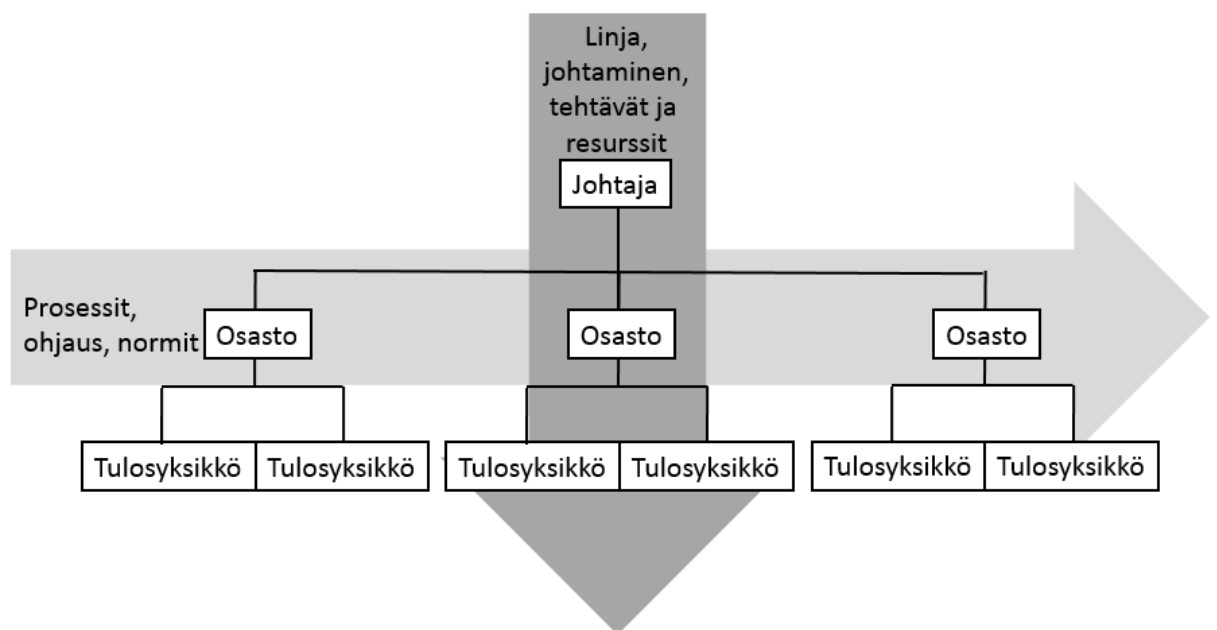 Linja,
johtaminen,
tehtävät ja
resurssit
Johtaja
Prosessit,
ohjaus, normit
Osasto
Osasto
Osasto
Tulosyksikkö
Tulosyksikkö
Tulosyksikkö
Tulosyksikkö
Tulosyksikkö
Tulosyksikkö